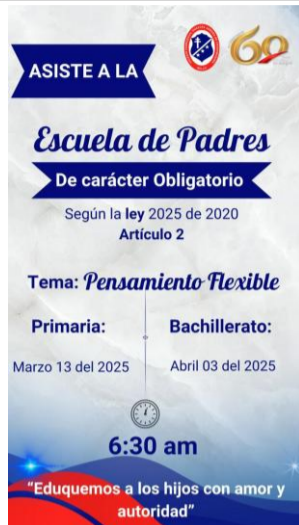 ASISTE A LA
60
Escuela de Padres
De carácter Obligatorio
Según la ley 2025 de 2020
Artículo 2
Tema: Pensamiento Flexible
Primaria:
Marzo 13 del 2025
Bachillerato:
Abril 03 del 2025
6:30 am
“Eduquemos a los hijos con amor y
autoridad”